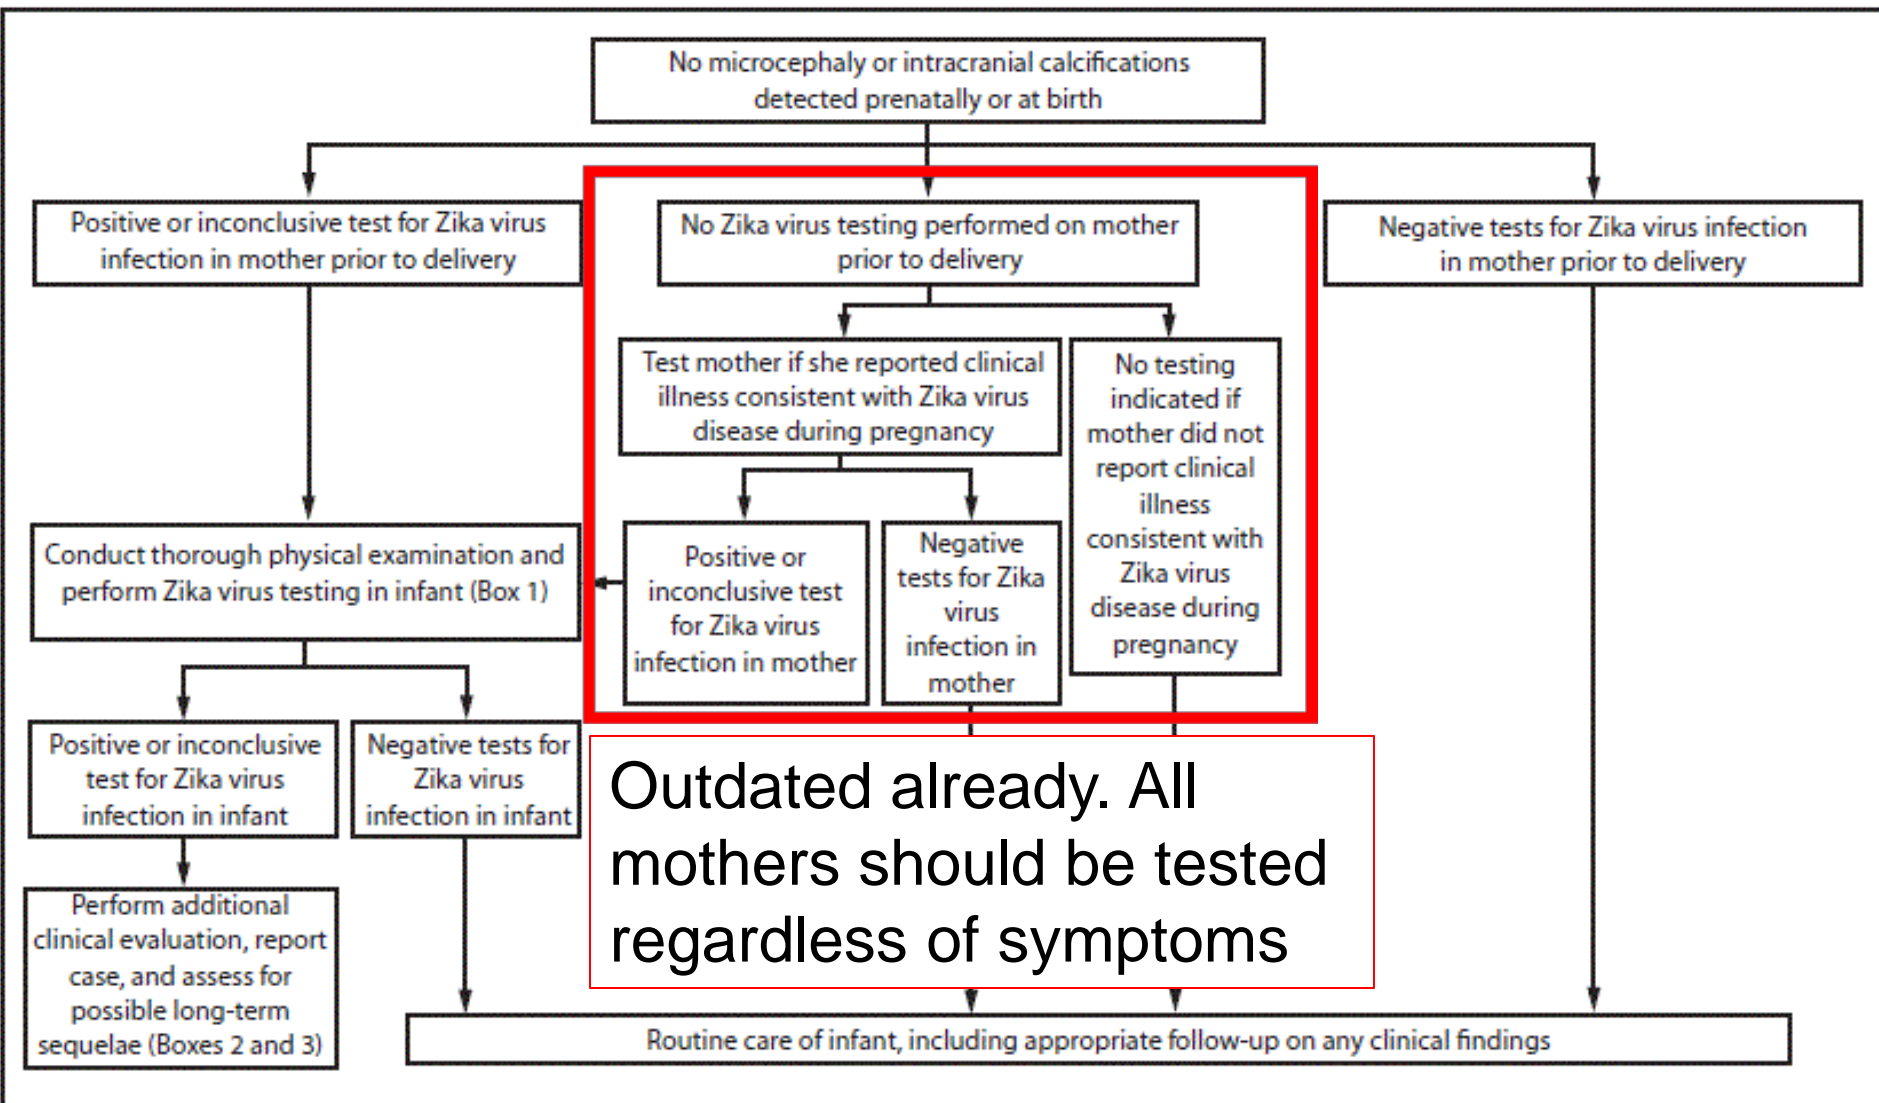 No microcephaly or intracranial calcifications
detected prenatally or at birth
Positive or inconclusive test for Zika virus
infection in mother prior to delivery
No Zika virus testing performed on mother
prior to delivery
Negative tests for Zika virus infection
in mother prior to delivery
Test mother if she reported clinical
illness consistent with Zika virus
disease during pregnancy
No testing
indicated if
mother did not
report clinical
illness
consistent with
Zika virus
disease during
pregnancy
Conduct thorough physical examination and
perform Zika virus testing in infant (Box 1)
Positive or
inconclusive test
for Zika virus
infection in mother
Negative
tests for Zika
virus
infection in
mother
Positive or inconclusive
test for Zika virus
infection in infant
Negative tests for
Zika virus
infection in infant
Outdated already. All
mothers should be tested
regardless of symptoms
Perform additional
clinical evaluation, report
case, and assess for
possible long-term
sequelae (Boxes 2 and 3)
Routine care of infant, including appropriate follow-up on any clinical findings